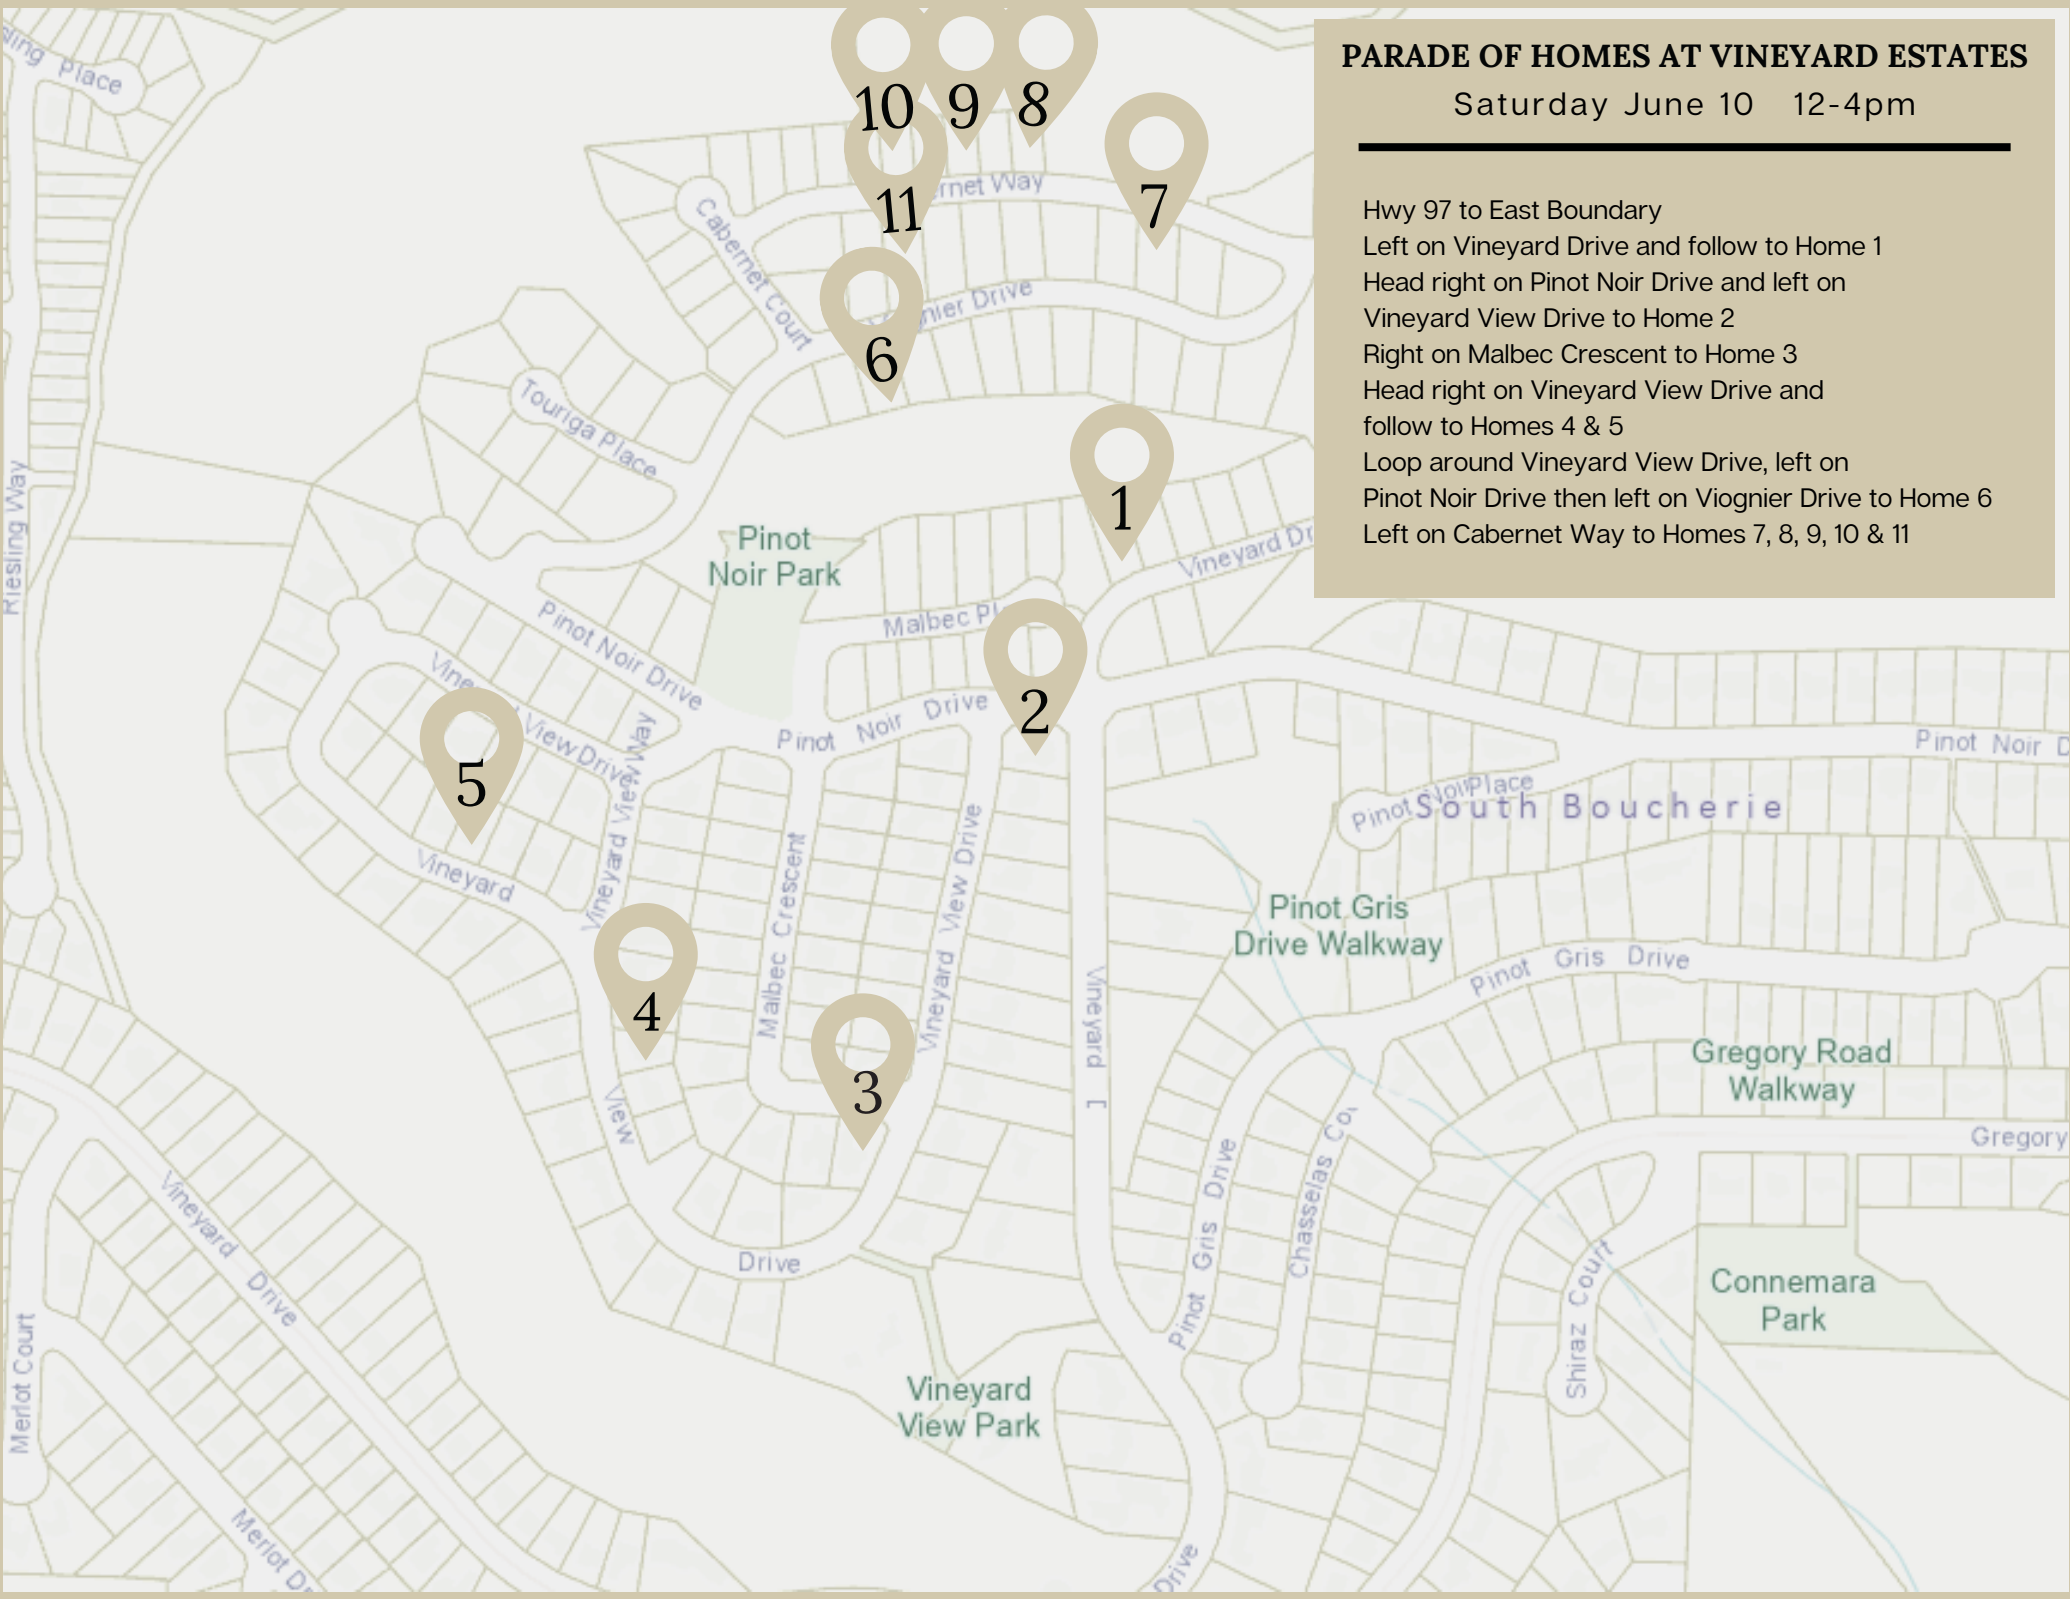 PARADE OF HOMES AT VINEYARD ESTATES
Saturday June 10 12-4pm
Hwy 97 to East Boundary
Left on Vineyard Drive and follow to Home 1
Head right on Pinot Noir Drive and left on
Vineyard View Drive to Home 2
Right on Malbec Crescent to Home 3
Head right on Vineyard View Drive and
follow to Homes 4 & 5
Loop around Vineyard View Drive, left on
Pinot Noir Drive then left on Viognier Drive to Home 6
Left on Cabernet Way to Homes 7, 8, 9, 10 & 11
10
9
8
7
11
6
1
2
5
4
3
Place
Way
Cabernet Court
Drive
Touriga Place
Riesling Way
Pinot
Noir Park
Vineyard Dr
Malbec
Pinot Noir Drive
Pinot Noir Drive
View Drive
Vineyard View Way
Pinot Noir D
Pinot Noir Place
South Boucherie
Vineyard
Malbec Crescent
Vineyard View Drive
Pinot Gris
Drive Walkway
Pinot Gris Drive
Vineyard
Gregory Road
Walkway
View
Chasselas
Gregory
Pinot Gris Drive
Vineyard Drive
Drive
Shiraz Court
Connemara
Park
Merlot Court
Vineyard
View Park
Merlot Dr
Drive